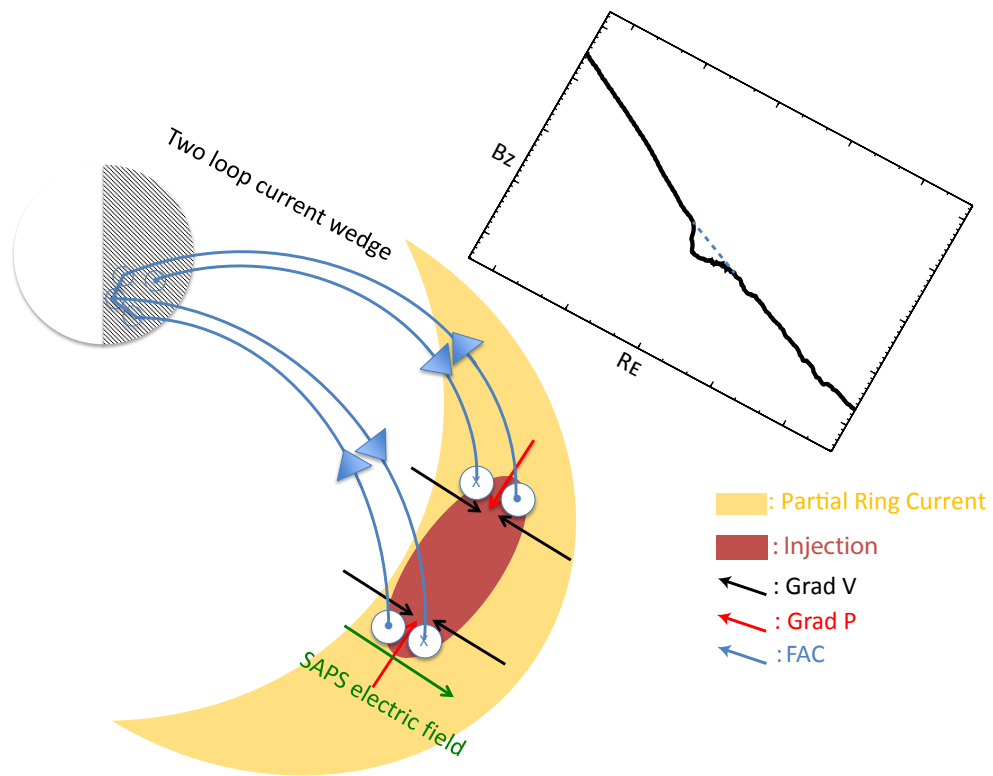 Two loop current wedge
Bz
RE
X
X
SAPS electric field
: Partial Ring Current
: Injection
: Grad V
: Grad P
: FAC